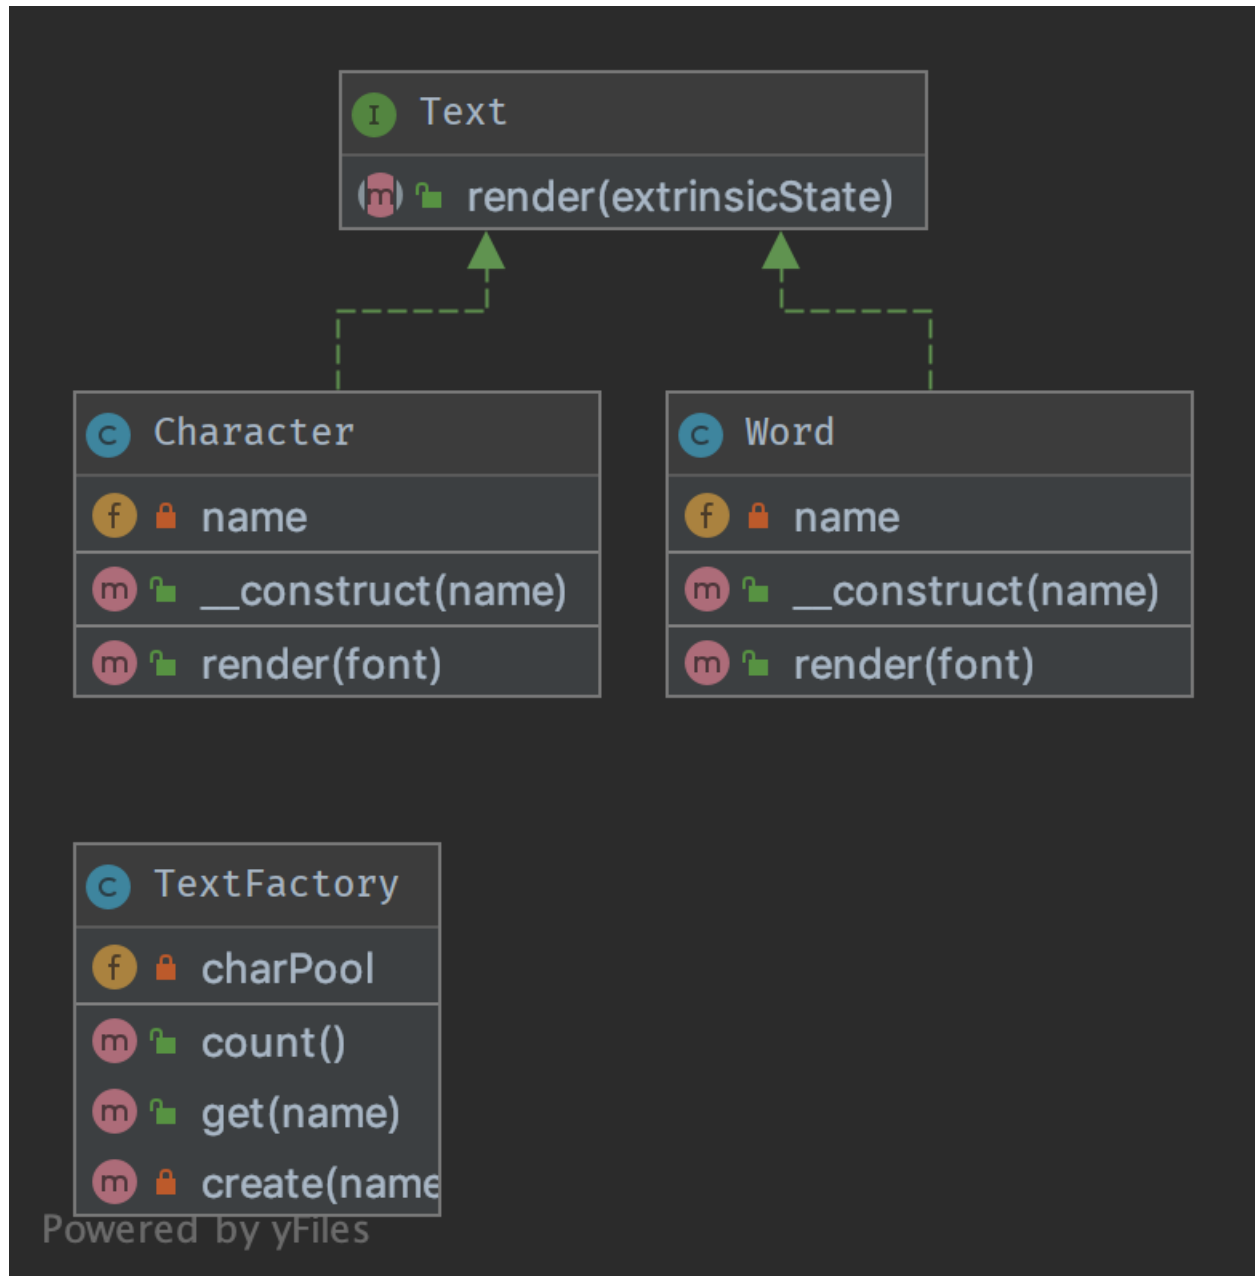 I Text
m render(extrinsicState)
C Character
f name
m __construct(name)
m render(font)
C Word
f name
m __construct(name)
m render(font)
C TextFactory
f charPool
m count()
m get(name)
m create(name
Powered by yFiles